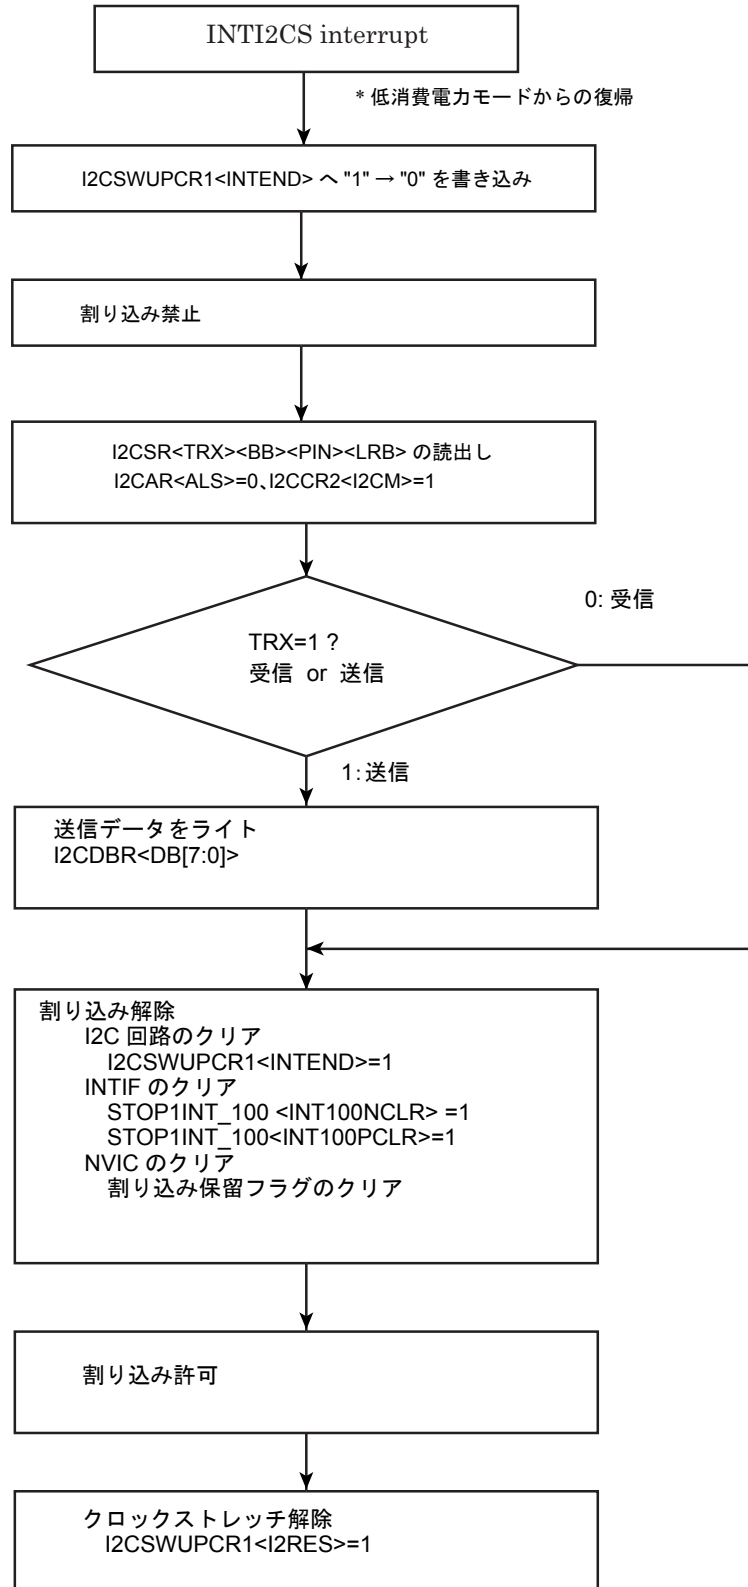 INTI2CS interrupt
* 低消費電力モードからの復帰
I2CSWUPCR1<INTEND> へ "1" → "0" を書き込み
割り込み禁止
I2CSR<TRX><BB><PIN><LRB> の読出し
I2CAR<ALS>=0、I2CCR2<I2CM>=1
0: 受信
TRX=1 ?
受信 or 送信
1: 送信
送信データをライト
I2CDBR<DB[7:0]>
割り込み解除
I2C 回路のクリア
I2CSWUPCR1<INTEND>=1
INTIF のクリア
STOP1INT_100 <INT100NCLR> =1
STOP1INT_100<INT100PCLR>=1
NVIC のクリア
割り込み保留フラグのクリア
割り込み許可
クロックストレッチ解除
I2CSWUPCR1<I2RES>=1